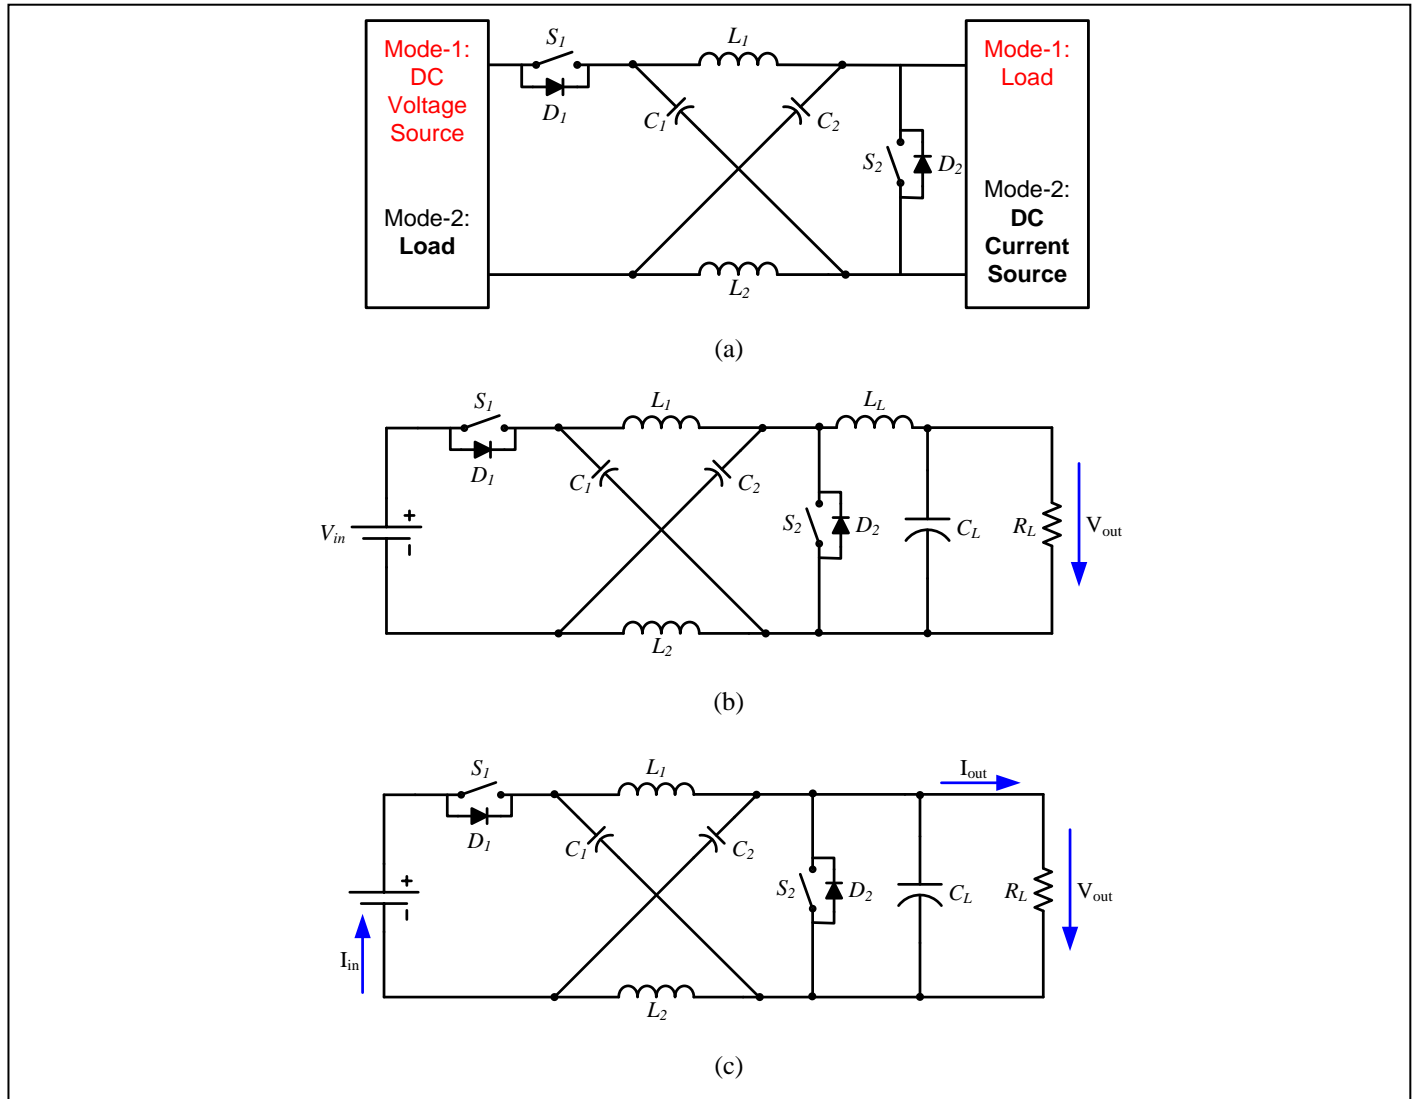 Mode-1:
DC
Voltage
Source
Mode-2:
Load
S1
D1
L1
C1
C2
L2
S2
D2
Mode-1:
Load
Mode-2:
DC
Current
Source
(a)
S1
D1
L1
LL
C1
C2
Vin
+
S2
D2
CL
RL
Vout
L2
(b)
S1
D1
L1
Iout
C1
C2
+
S2
D2
CL
RL
Vout
Iin
L2
(c)